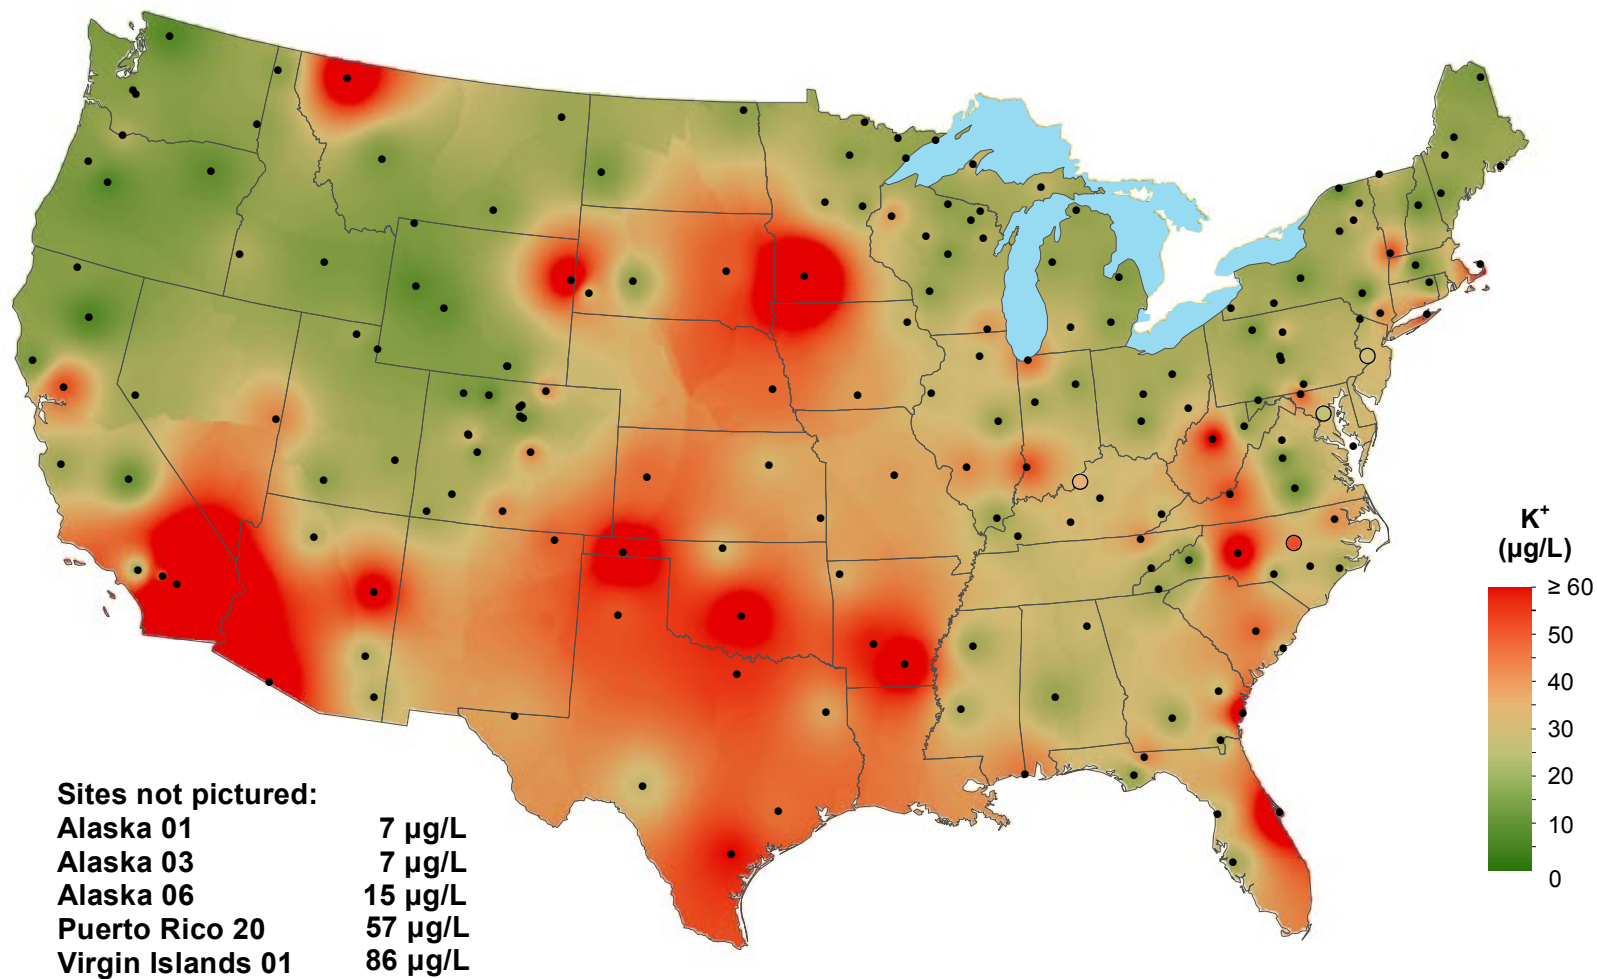 K+
(µg/L)
≥ 60
50
40
30
20
10
0
Sites not pictured:
Alaska 01 7 µg/L
Alaska 03 7 µg/L
Alaska 06 15 µg/L
Puerto Rico 20 57 µg/L
Virgin Islands 01 86 µg/L